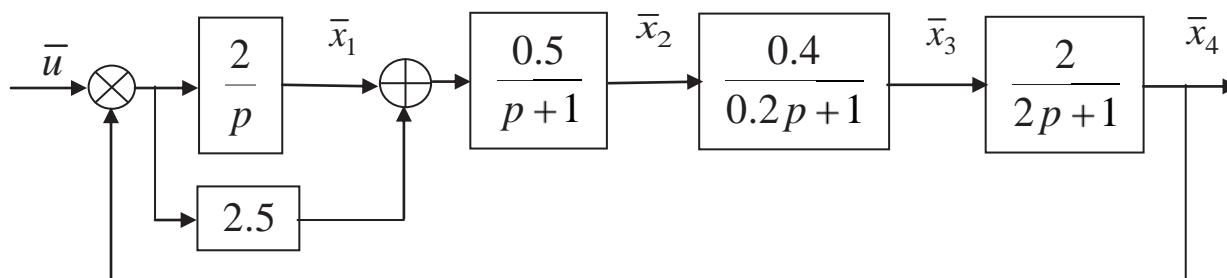 u̅
2/p
x̅₁
2.5
0.5/(p + 1)
x̅₂
0.4/(0.2p + 1)
x̅₃
2/(2p + 1)
x̅₄